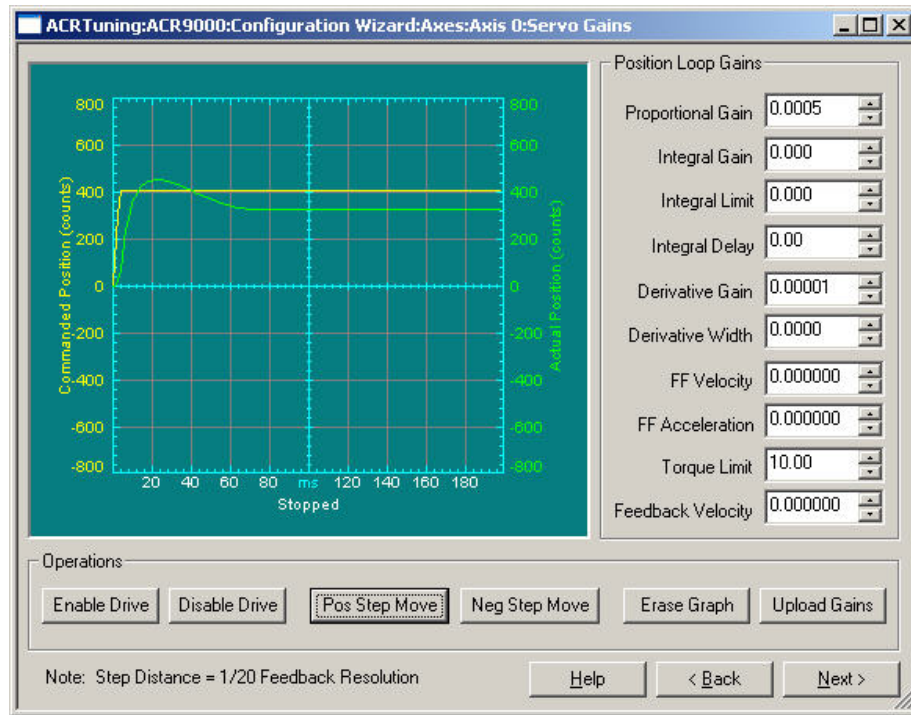 ACRTuning:ACR9000:Configuration Wizard:Axes:Axis 0:Servo Gains
Commanded Position (counts)
800
600
400
200
0
-200
-400
-600
-800
20 40 60 80 ms 120 140 160 180
Stopped
800
600
400
200
0
-200
-400
-600
-800
Actual Position (counts)
Position Loop Gains
Proportional Gain 0.0005
Integral Gain 0.000
Integral Limit 0.000
Integral Delay 0.00
Derivative Gain 0.00001
Derivative Width 0.0000
FF Velocity 0.000000
FF Acceleration 0.000000
Torque Limit 10.00
Feedback Velocity 0.000000
Operations
Enable Drive Disable Drive Pos Step Move Neg Step Move Erase Graph Upload Gains
Note: Step Distance = 1/20 Feedback Resolution
Help < Back Next >